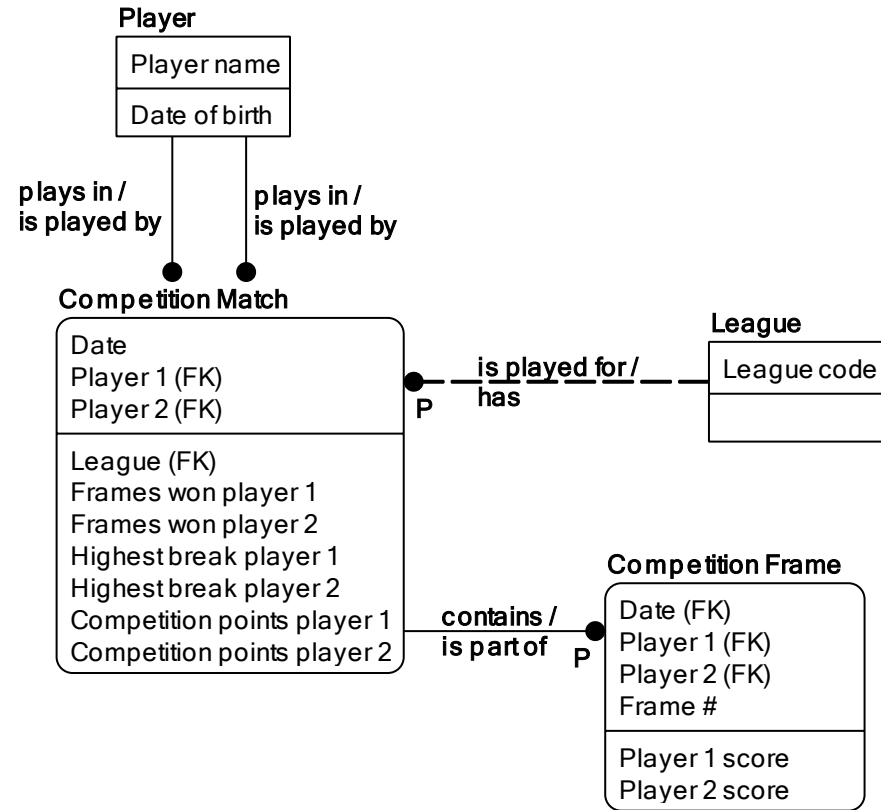 Player
Player name
Date of birth
plays in /
is played by
plays in /
is played by
Competition Match
Date
Player 1 (FK)
Player 2 (FK)
League (FK)
Frames won player 1
Frames won player 2
Highest break player 1
Highest break player 2
Competition points player 1
Competition points player 2
is played for /
has
P
League
League code
contains /
is part of
P
Competition Frame
Date (FK)
Player 1 (FK)
Player 2 (FK)
Frame #
Player 1 score
Player 2 score